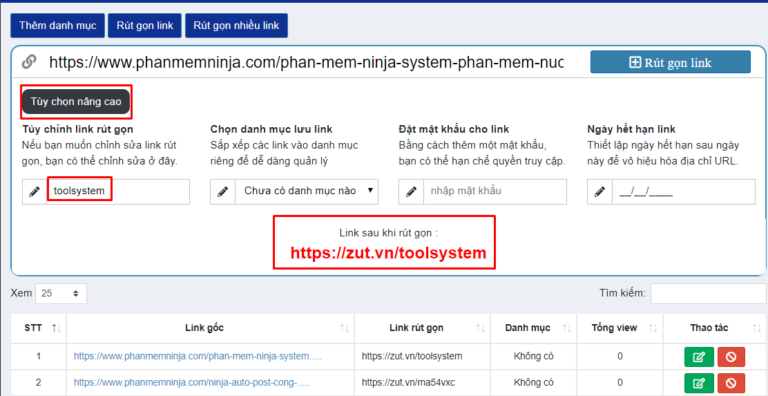 Thêm danh mục Rút gọn link Rút gọn nhiều link
https://www.phanmemninja.com/phan-mem-ninja-system-phan-mem-nuc Rút gọn link
Tùy chọn nâng cao
Tùy chỉnh link rút gọn
Nếu bạn muốn chỉnh sửa link rút
gọn, bạn có thể chỉnh sửa ở đây.
toolsystem
Chọn danh mục lưu link
Sắp xếp các link vào danh mục
riêng để dễ dàng quản lý
Chưa có danh mục nào
Đặt mật khẩu cho link
Bằng cách thêm một mật khẩu,
bạn có thể hạn chế quyền truy cập.
nhập mật khẩu
Ngày hết hạn link
Thiết lập ngày hết hạn sau ngày
này để vô hiệu hóa địa chỉ URL.
__/__/____
Link sau khi rút gọn :
https://zut.vn/toolsystem
Xem 25 Tìm kiếm:
STT Link gốc Link rút gọn Danh mục Tổng view Thao tác
1 https://www.phanmemninja.com/phan-mem-ninja-system..... https://zut.vn/toolsystem Không có 0
2 https://www.phanmemninja.com/ninja-auto-post-cong-..... https://zut.vn/ma54vxc Không có 0